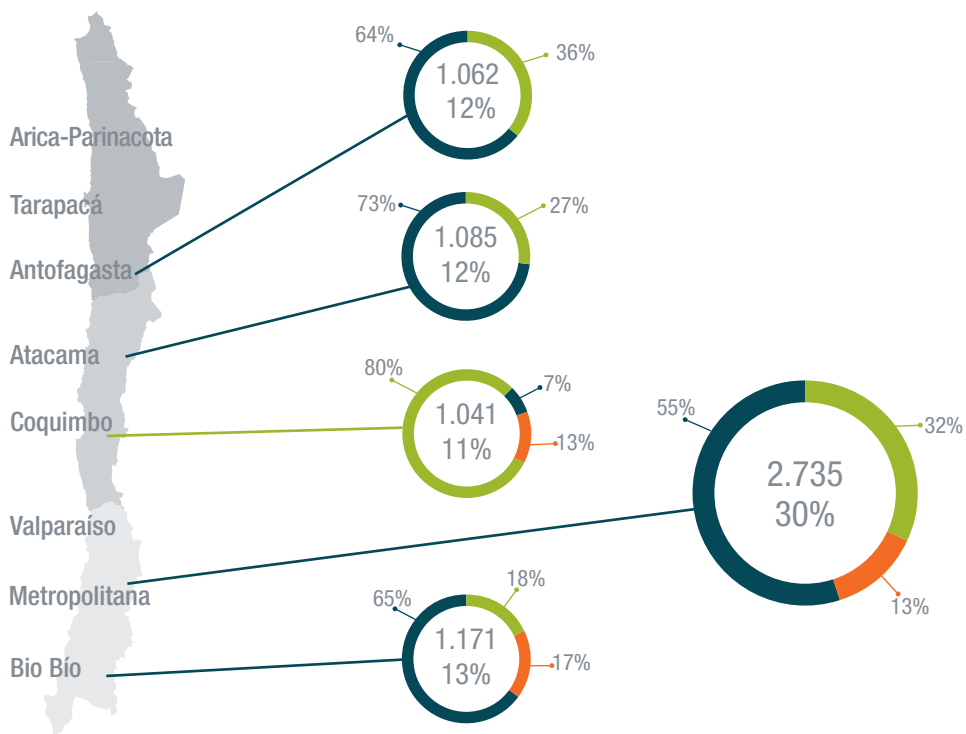 64%
36%
1.062
12%
Arica-Parinacota
Tarapacá
73%
27%
1.085
12%
Antofagasta
Atacama
80%
7%
1.041
11%
13%
Coquimbo
55%
32%
2.735
30%
13%
Valparaíso
Metropolitana
65%
18%
1.171
13%
17%
Bio Bío